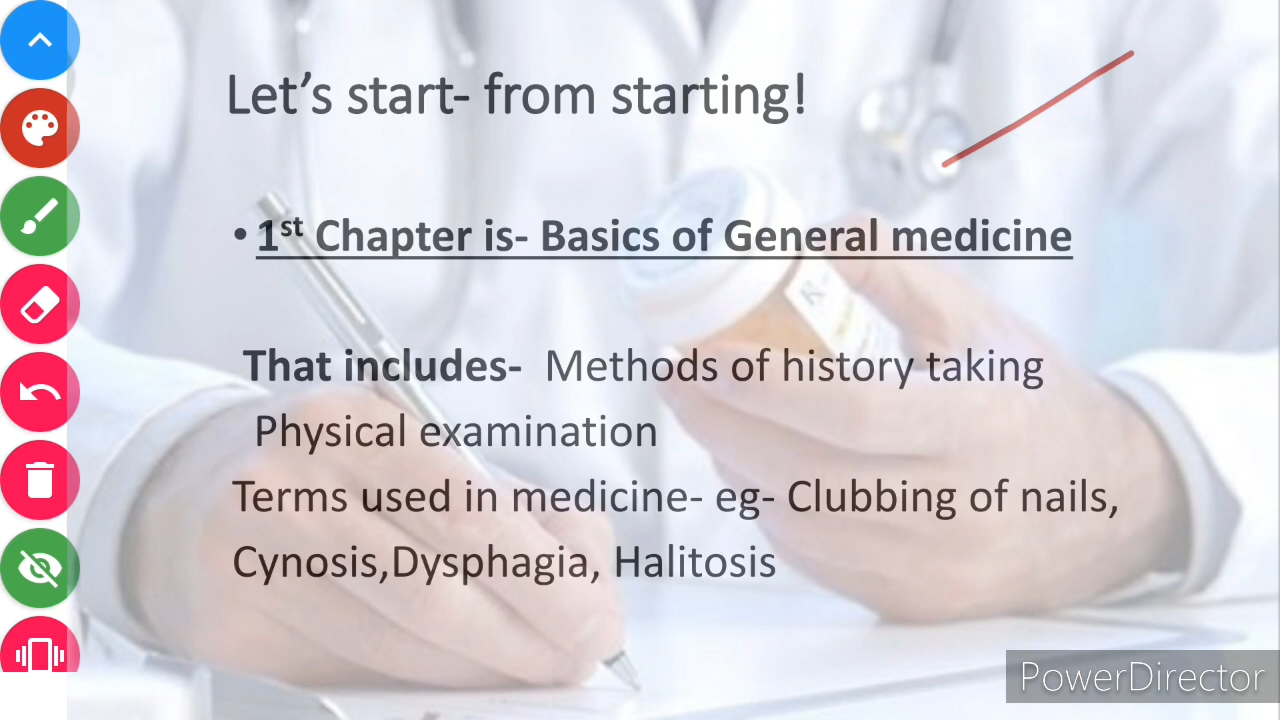 Let's start- from starting!
• 1st Chapter is- Basics of General medicine
That includes- Methods of history taking
Physical examination
Terms used in medicine- eg- Clubbing of nails,
Cynosis,Dysphagia, Halitosis
PowerDirector